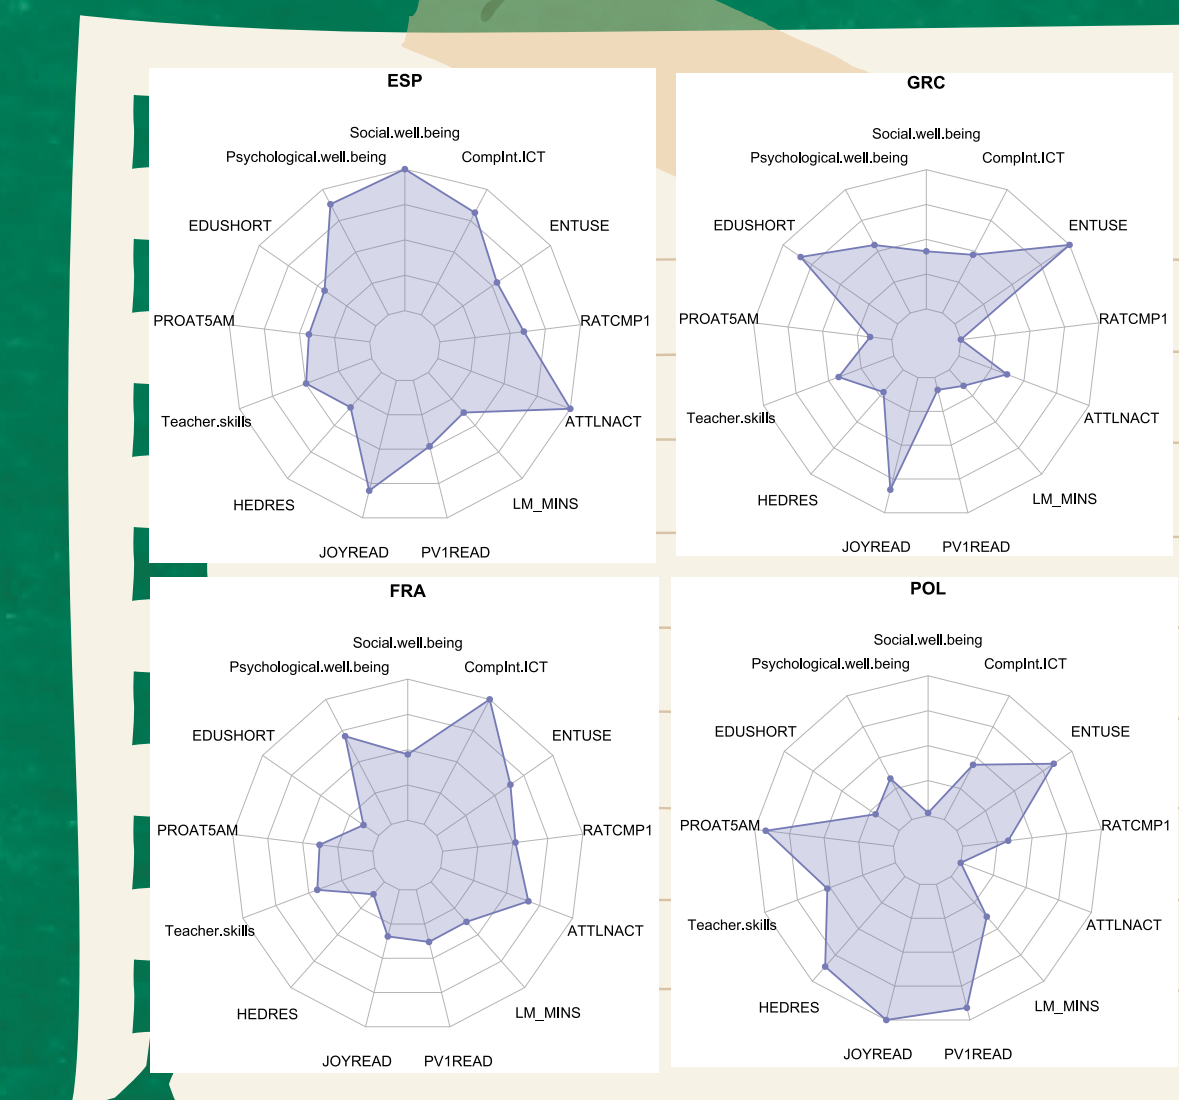 ESP
Social.well.being
Psychological.well.being
CompInt.ICT
EDUSHORT
ENTUSE
PROAT5AM
RATCMP1
Teacher.skills
ATTLNACT
HEDRES
LM_MINS
JOYREAD
PV1READ
GRC
Social.well.being
Psychological.well.being
CompInt.ICT
EDUSHORT
ENTUSE
PROAT5AM
RATCMP1
Teacher.skills
ATTLNACT
HEDRES
LM_MINS
JOYREAD
PV1READ
FRA
Social.well.being
Psychological.well.being
CompInt.ICT
EDUSHORT
ENTUSE
PROAT5AM
RATCMP1
Teacher.skills
ATTLNACT
HEDRES
LM_MINS
JOYREAD
PV1READ
POL
Social.well.being
Psychological.well.being
CompInt.ICT
EDUSHORT
ENTUSE
PROAT5AM
RATCMP1
Teacher.skills
ATTLNACT
HEDRES
LM_MINS
JOYREAD
PV1READ